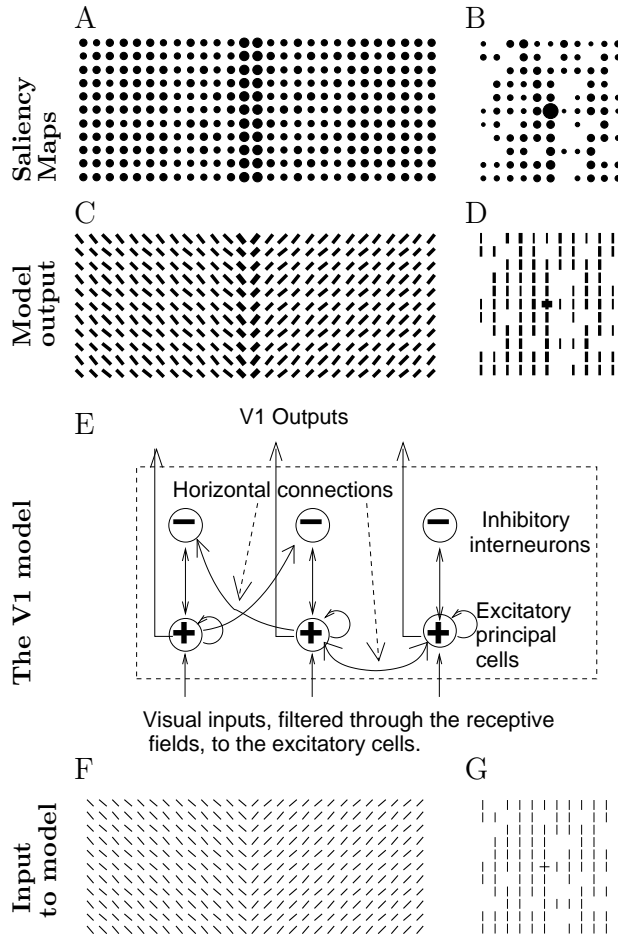 A
B
Saliency
Maps
C
D
Model
output
E
V1 Outputs
Horizontal connections
Inhibitory
interneurons
The V1 model
Excitatory
principal
cells
Visual inputs, filtered through the receptive
fields, to the excitatory cells.
F
G
Input
to model